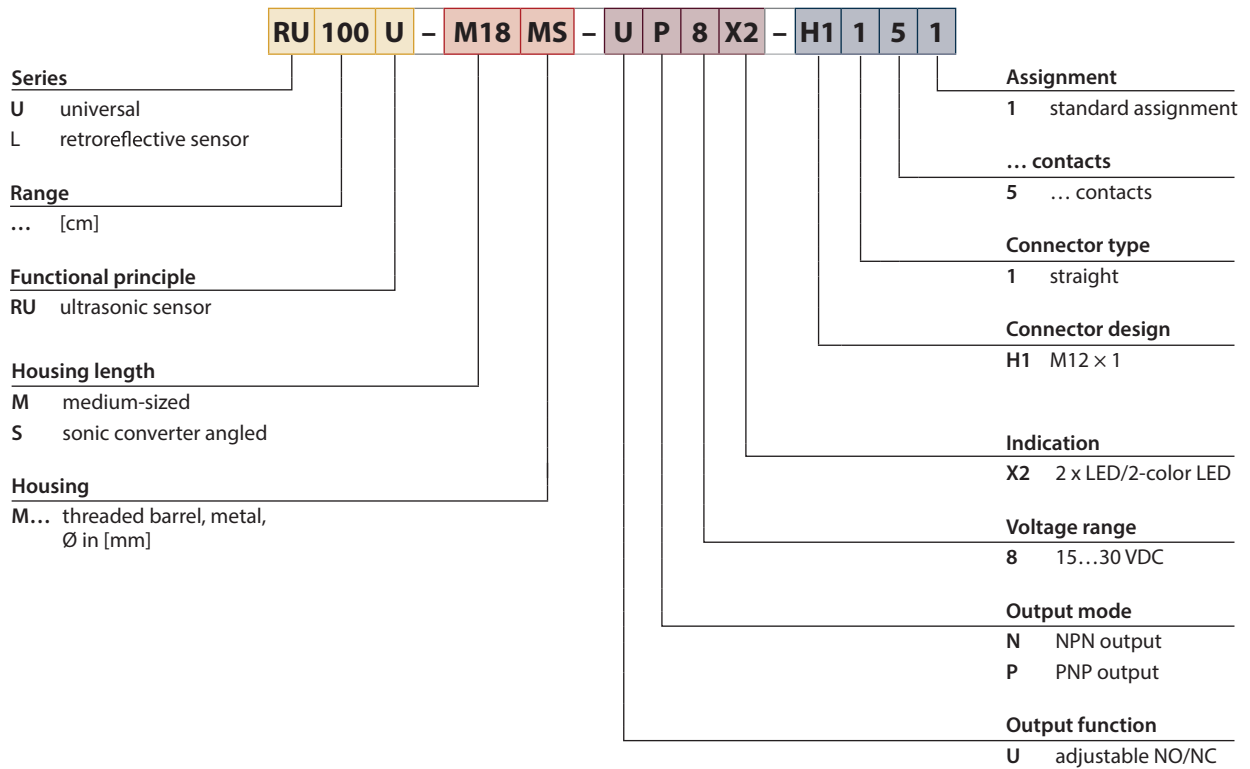 RU 100 U – M18 MS – U P 8 X2 – H1 1 5 1
Series
U universal
L retroreflective sensor
Range
… [cm]
Functional principle
RU ultrasonic sensor
Housing length
M medium-sized
S sonic converter angled
Housing
M… threaded barrel, metal,
Ø in [mm]
Assignment
1 standard assignment
… contacts
5 … contacts
Connector type
1 straight
Connector design
H1 M12 × 1
Indication
X2 2 x LED/2-color LED
Voltage range
8 15…30 VDC
Output mode
N NPN output
P PNP output
Output function
U adjustable NO/NC